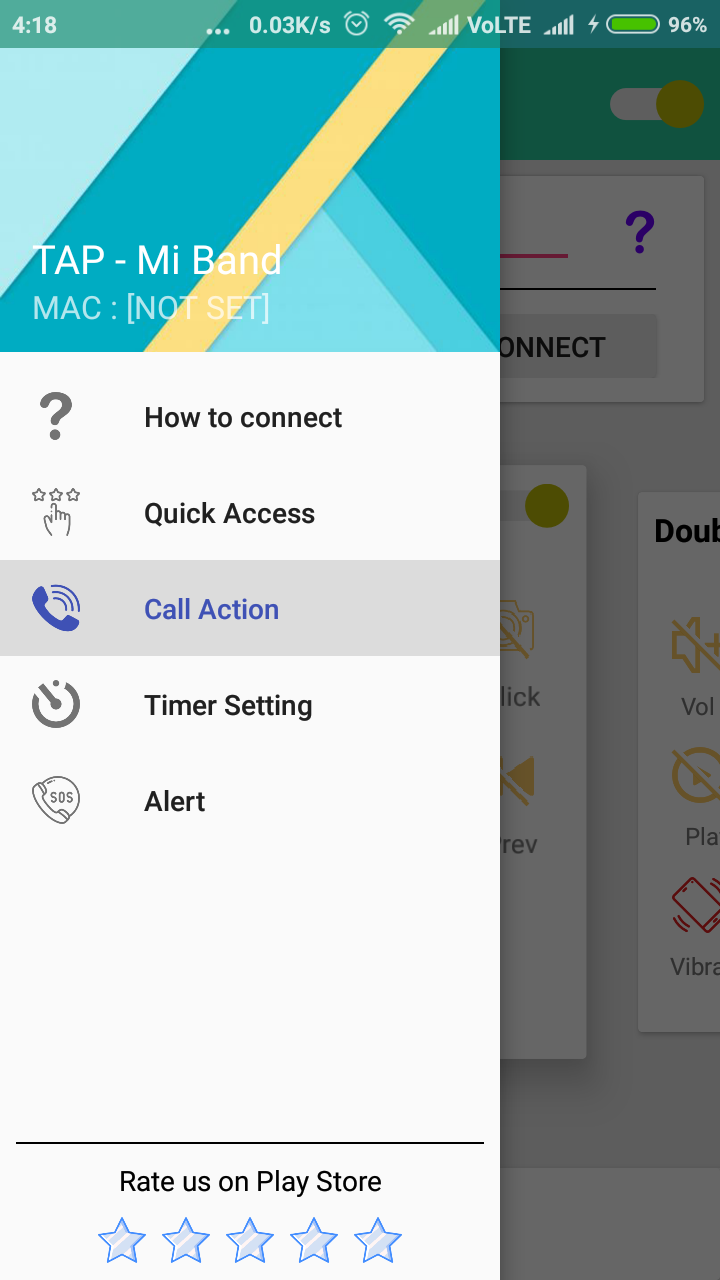 4:18 ... 0.03K/s VoLTE 96%
TAP - Mi Band
MAC : [NOT SET]
?
ONNECT
How to connect
Quick Access
Call Action
Timer Setting
SOS Alert
Doub
lick
Vol
rev
Pla
Vibra
Rate us on Play Store